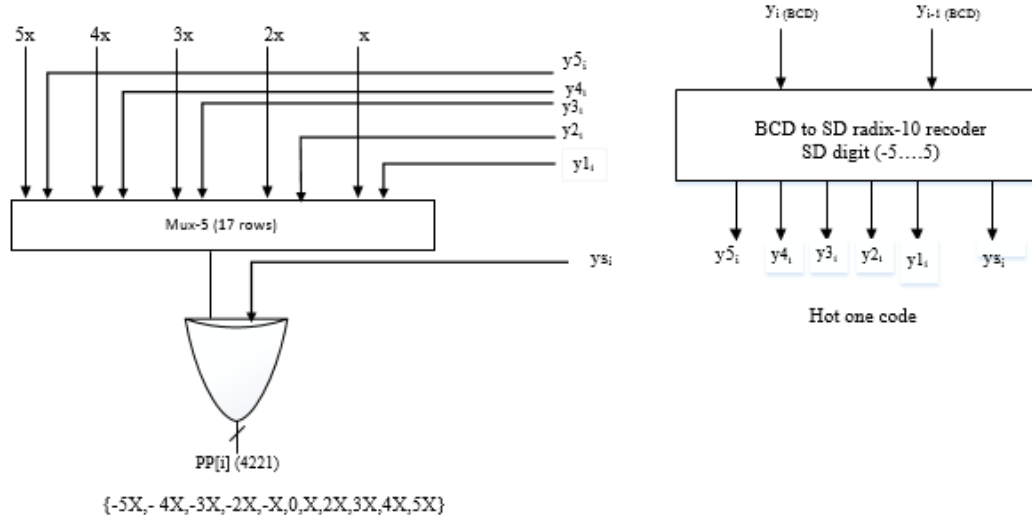 5x 4x 3x 2x x
y5ᵢ
y4ᵢ
y3ᵢ
y2ᵢ
y1ᵢ
Mux-5 (17 rows)
ysᵢ
PP[i] (4221)
{-5X,- 4X,-3X,-2X,-X,0,X,2X,3X,4X,5X}
yᵢ (BCD) yᵢ₋₁ (BCD)
BCD to SD radix-10 recoder
SD digit (-5….5)
y5ᵢ y4ᵢ y3ᵢ y2ᵢ y1ᵢ ysᵢ
Hot one code